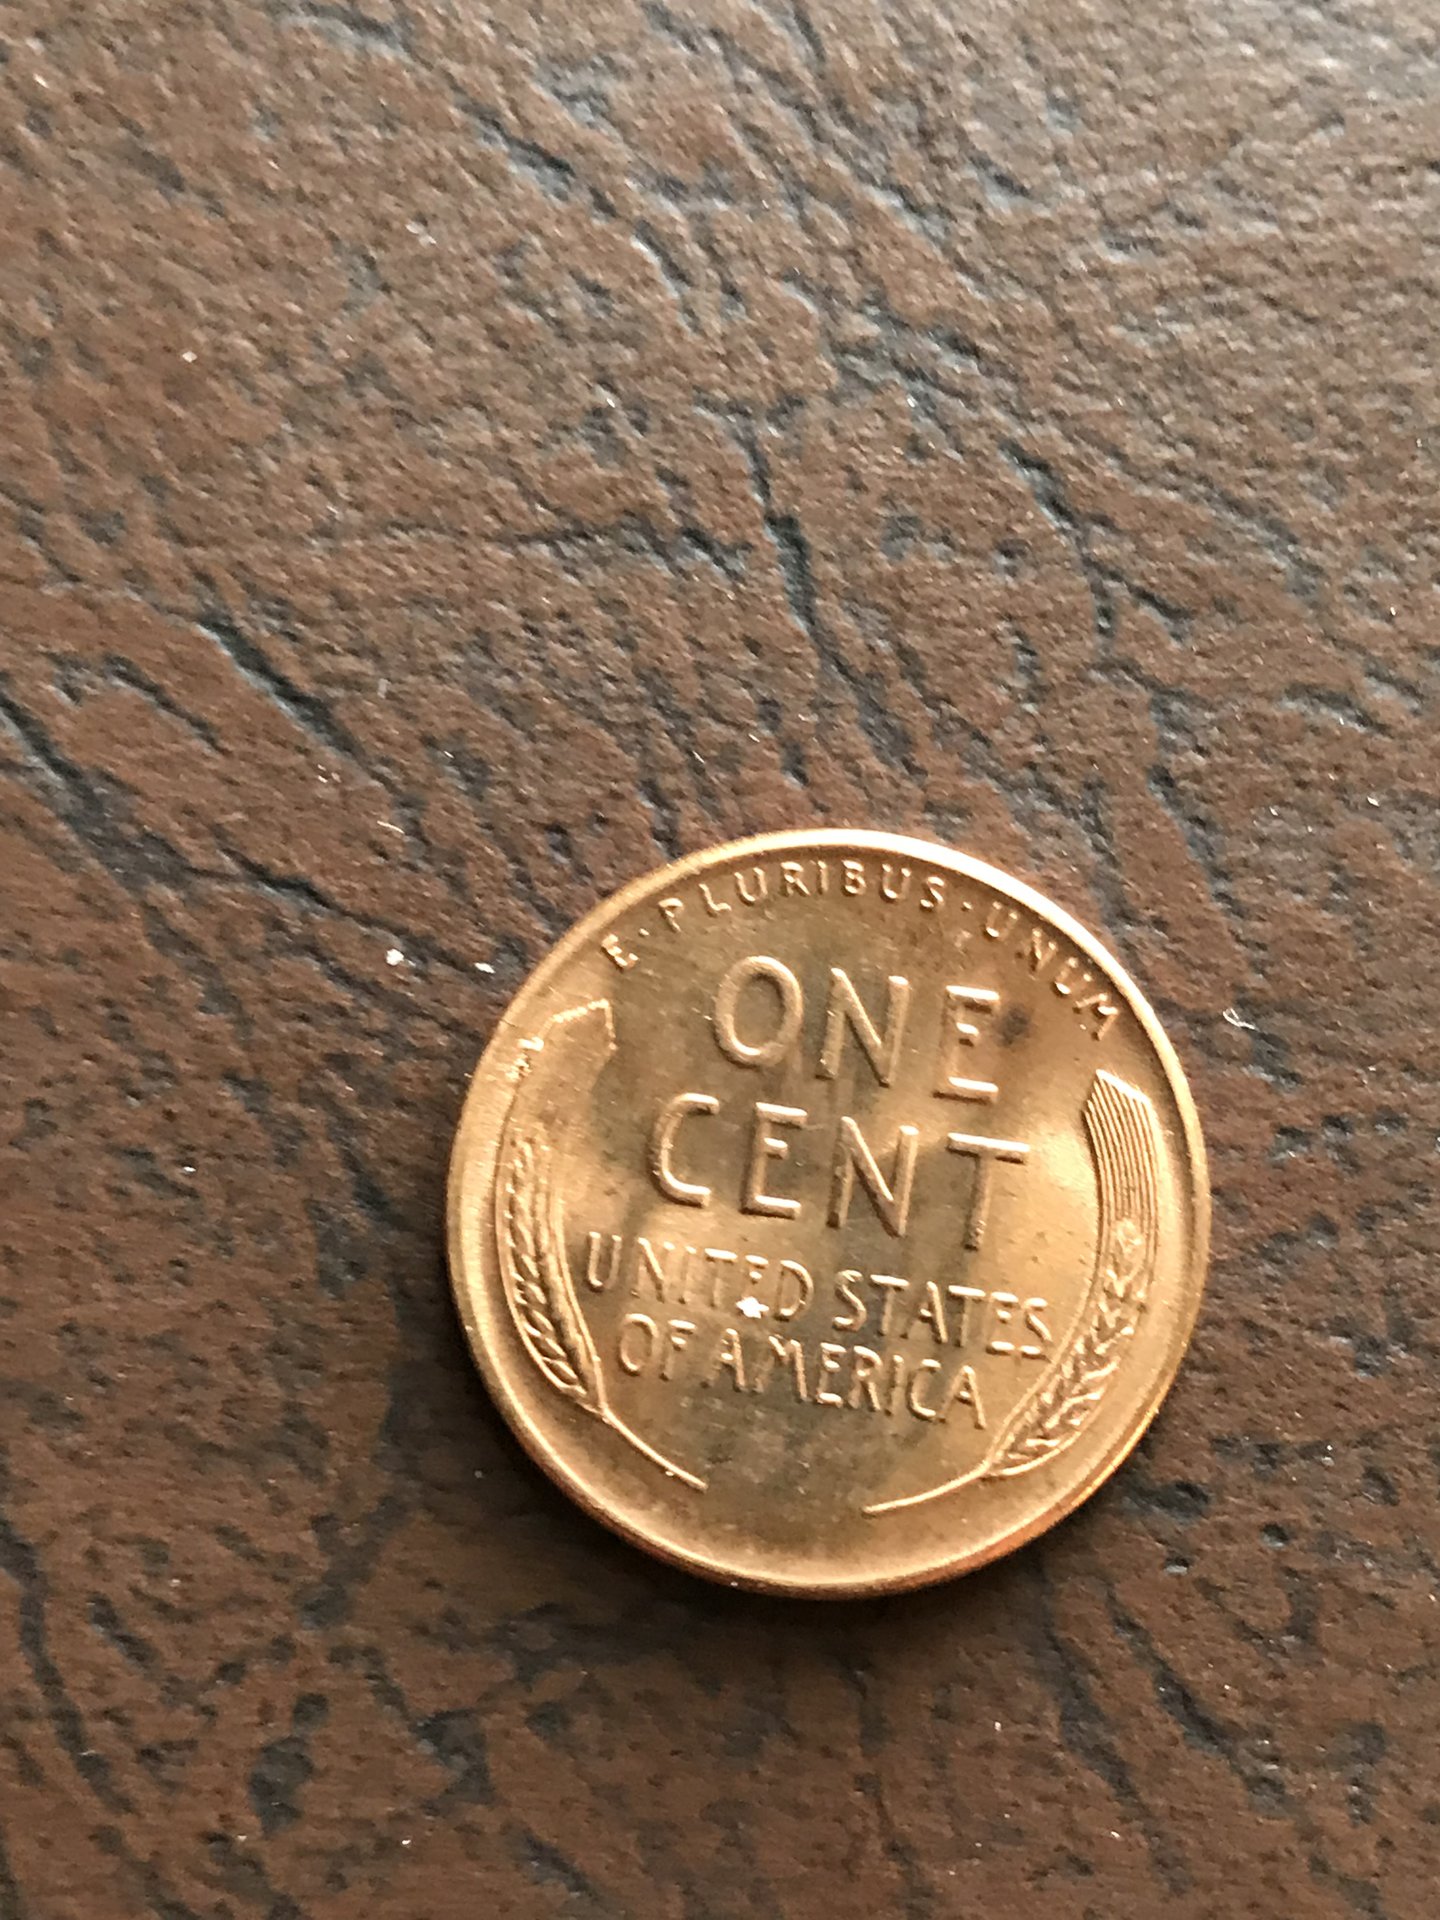 E·PLURIBUS·UNUM
ONE
CENT
UNITED STATES
OF AMERICA